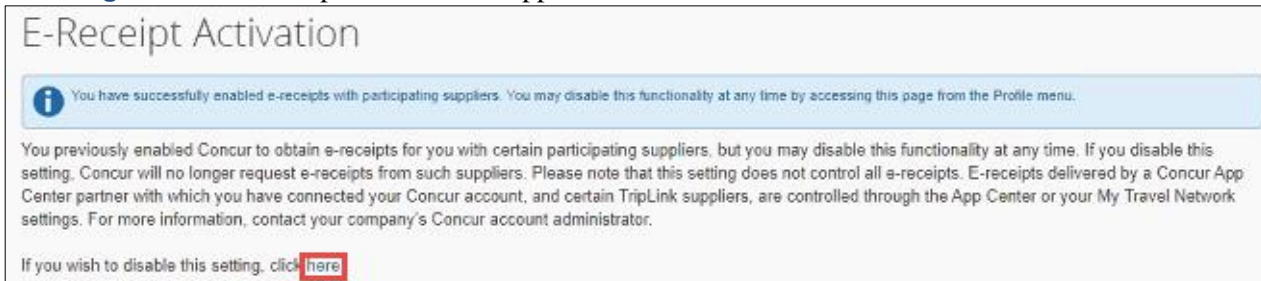 E-Receipt Activation
You have successfully enabled e-receipts with participating suppliers. You may disable this functionality at any time by accessing this page from the Profile menu.
You previously enabled Concur to obtain e-receipts for you with certain participating suppliers, but you may disable this functionality at any time. If you disable this
setting, Concur will no longer request e-receipts from such suppliers. Please note that this setting does not control all e-receipts. E-receipts delivered by a Concur App
Center partner with which you have connected your Concur account, and certain TripLink suppliers, are controlled through the App Center or your My Travel Network
settings. For more information, contact your company's Concur account administrator.
If you wish to disable this setting, click here